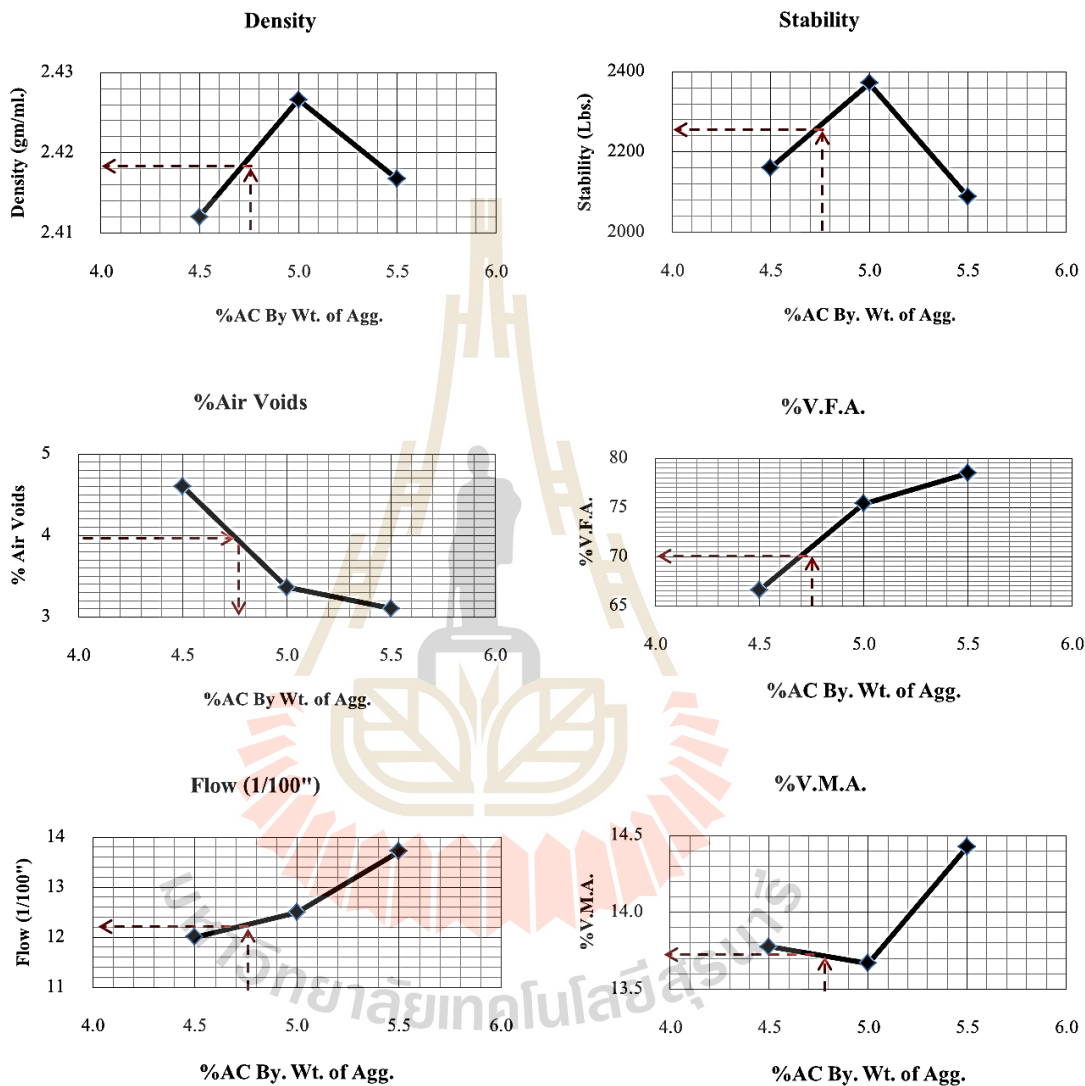 Density
Density (gm/ml.)
2.43
2.42
2.41
4.0 4.5 5.0 5.5 6.0
%AC By Wt. of Agg.
Stability
Stability (Lbs.)
2400
2200
2000
4.0 4.5 5.0 5.5 6.0
%AC By. Wt. of Agg.
%Air Voids
% Air Voids
5
4
3
4.0 4.5 5.0 5.5 6.0
%AC By Wt. of Agg.
%V.F.A.
%V.F.A.
80
75
70
65
4.0 4.5 5.0 5.5 6.0
%AC By. Wt. of Agg.
Flow (1/100")
Flow (1/100")
14
13
12
11
4.0 4.5 5.0 5.5 6.0
%AC By. Wt. of Agg.
%V.M.A.
%V.M.A.
14.5
14.0
13.5
4.0 4.5 5.0 5.5 6.0
%AC By. Wt. of Agg.
มหาวิทยาลัยเทคโนโลยีสุรนารี